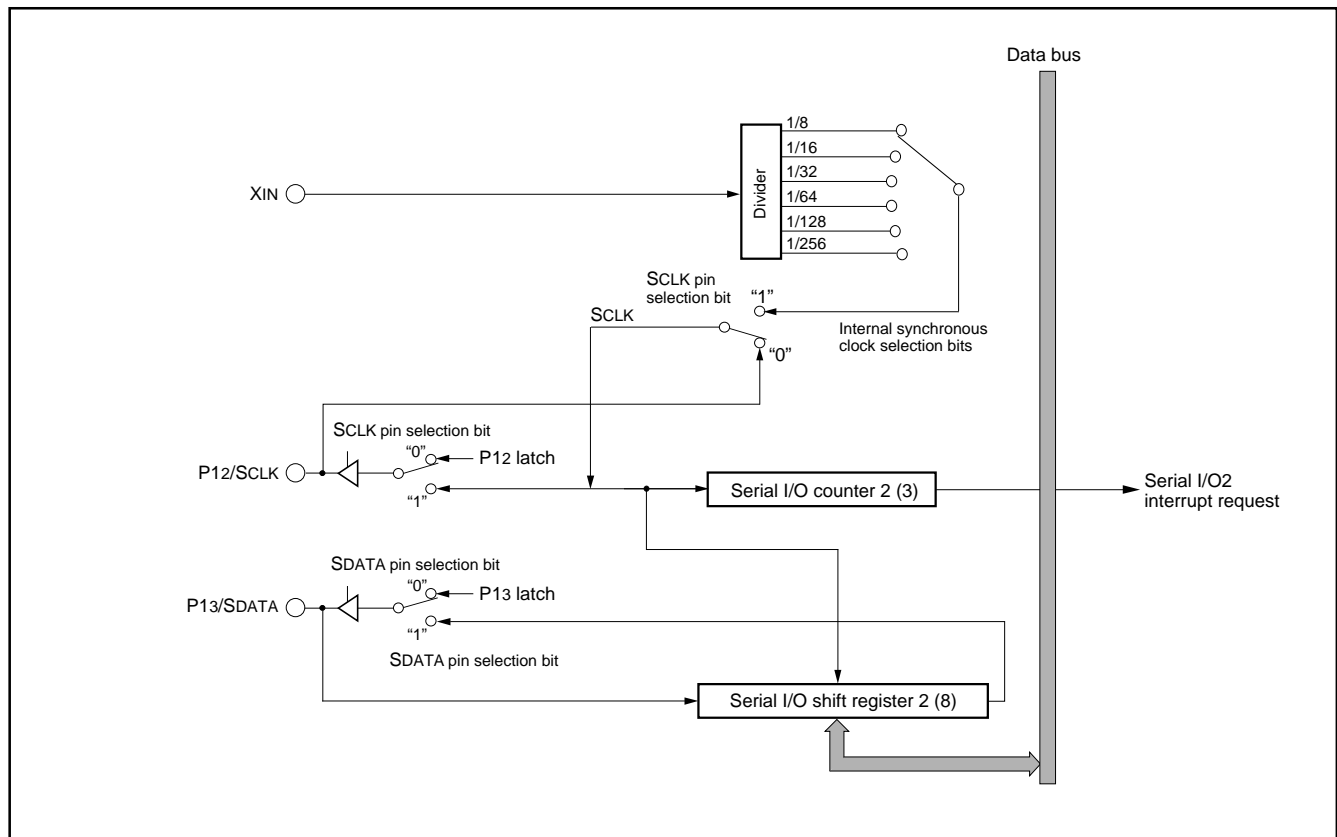 Data bus
1/8
1/16
1/32
1/64
1/128
1/256
Divider
XIN
SCLK pin
selection bit
"1"
SCLK
Internal synchronous
clock selection bits
"0"
SCLK pin selection bit
"0"
P12 latch
P12/SCLK
"1"
Serial I/O counter 2 (3)
Serial I/O2
interrupt request
SDATA pin selection bit
"0"
P13 latch
P13/SDATA
"1"
SDATA pin selection bit
Serial I/O shift register 2 (8)